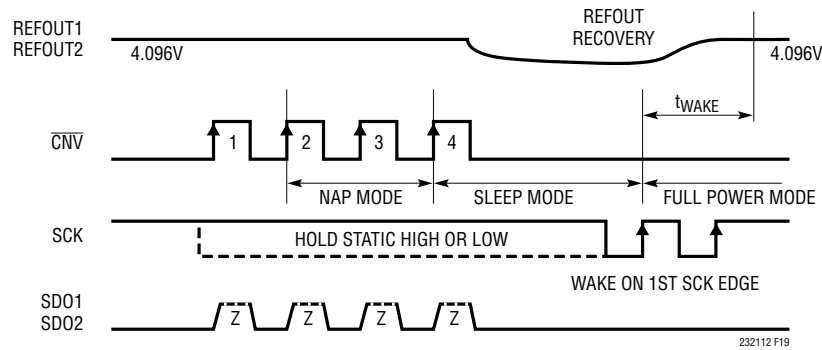 REFOUT1
REFOUT2
4.096V
REFOUT
RECOVERY
4.096V
tWAKE
CNV
1
2
3
4
NAP MODE
SLEEP MODE
FULL POWER MODE
SCK
HOLD STATIC HIGH OR LOW
WAKE ON 1ST SCK EDGE
SDO1
SDO2
Z
Z
Z
Z
232112 F19